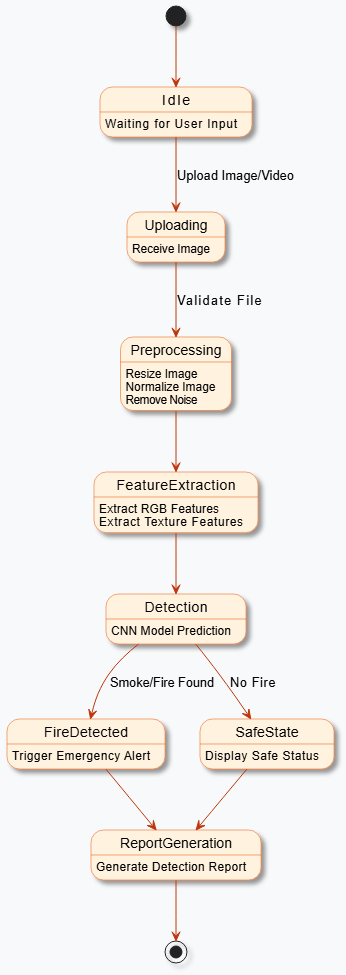 Idle
Waiting for User Input
Upload Image/Video
Uploading
Receive Image
Validate File
Preprocessing
Resize Image
Normalize Image
Remove Noise
FeatureExtraction
Extract RGB Features
Extract Texture Features
Detection
CNN Model Prediction
Smoke/Fire Found
No Fire
FireDetected
Trigger Emergency Alert
SafeState
Display Safe Status
ReportGeneration
Generate Detection Report